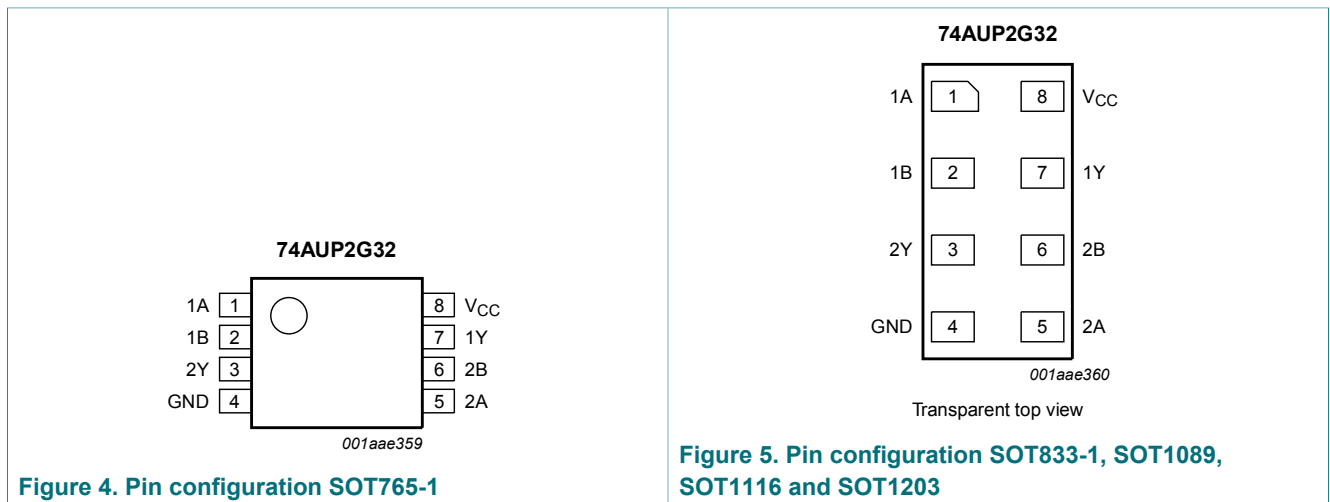 74AUP2G32
1A 1 8 VCC
1B 2 7 1Y
2Y 3 6 2B
GND 4 5 2A
001aae359
Figure 4. Pin configuration SOT765-1
74AUP2G32
1A 1 8 VCC
1B 2 7 1Y
2Y 3 6 2B
GND 4 5 2A
001aae360
Transparent top view
Figure 5. Pin configuration SOT833-1, SOT1089,
SOT1116 and SOT1203